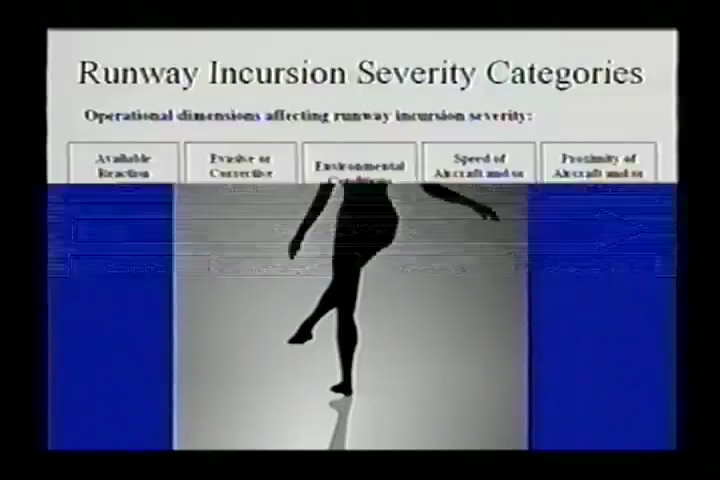 Runway Incursion Severity Categories
Operational dimensions affecting runway incursion severity:
Available Reaction
Evasive or Corrective
Environmental Conditions
Speed of Aircraft and/or
Proximity of Aircraft and/or